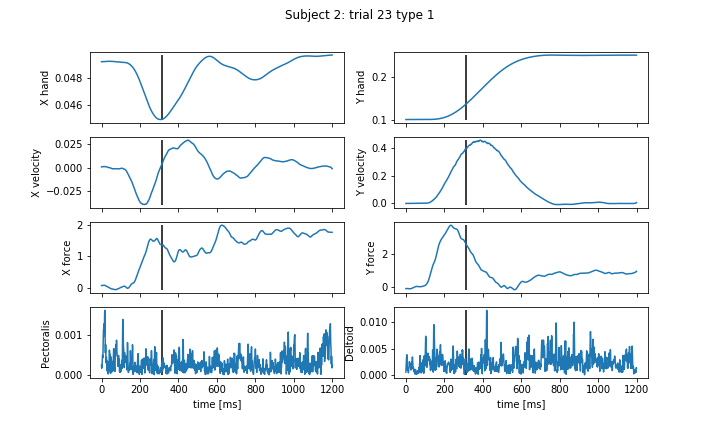 Subject 2: trial 23 type 1
X hand
0.048
0.046
Y hand
0.2
0.1
X velocity
0.025
0.000
−0.025
Y velocity
0.4
0.2
0.0
X force
2
1
0
Y force
2
0
Pectoralis
0.001
0.000
0 200 400 600 800 1000 1200
time [ms]
Deltoid
0.010
0.005
0.000
0 200 400 600 800 1000 1200
time [ms]